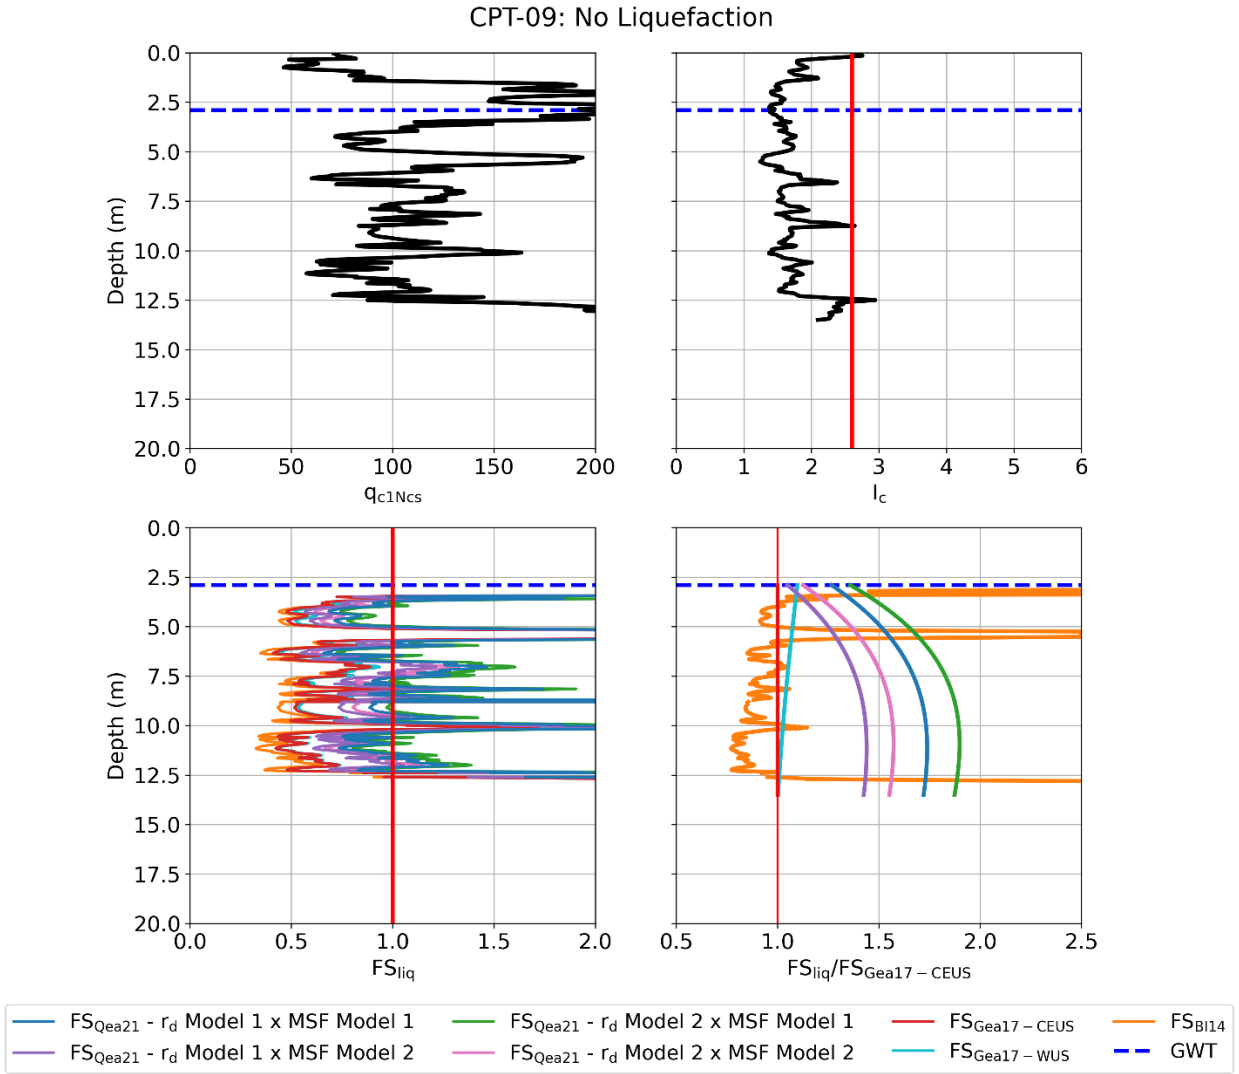 CPT-09: No Liquefaction
0.0
2.5
5.0
7.5
10.0
12.5
15.0
17.5
20.0
Depth (m)
0 50 100 150 200
qc1Ncs
0 1 2 3 4 5 6
Ic
0.0
2.5
5.0
7.5
10.0
12.5
15.0
17.5
20.0
Depth (m)
0.0 0.5 1.0 1.5 2.0
FSliq
0.5 1.0 1.5 2.0 2.5
FSliq/FSGea17−CEUS
FSQea21 - rd Model 1 x MSF Model 1
FSQea21 - rd Model 1 x MSF Model 2
FSQea21 - rd Model 2 x MSF Model 1
FSQea21 - rd Model 2 x MSF Model 2
FSGea17−CEUS
FSGea17−WUS
FSBI14
GWT